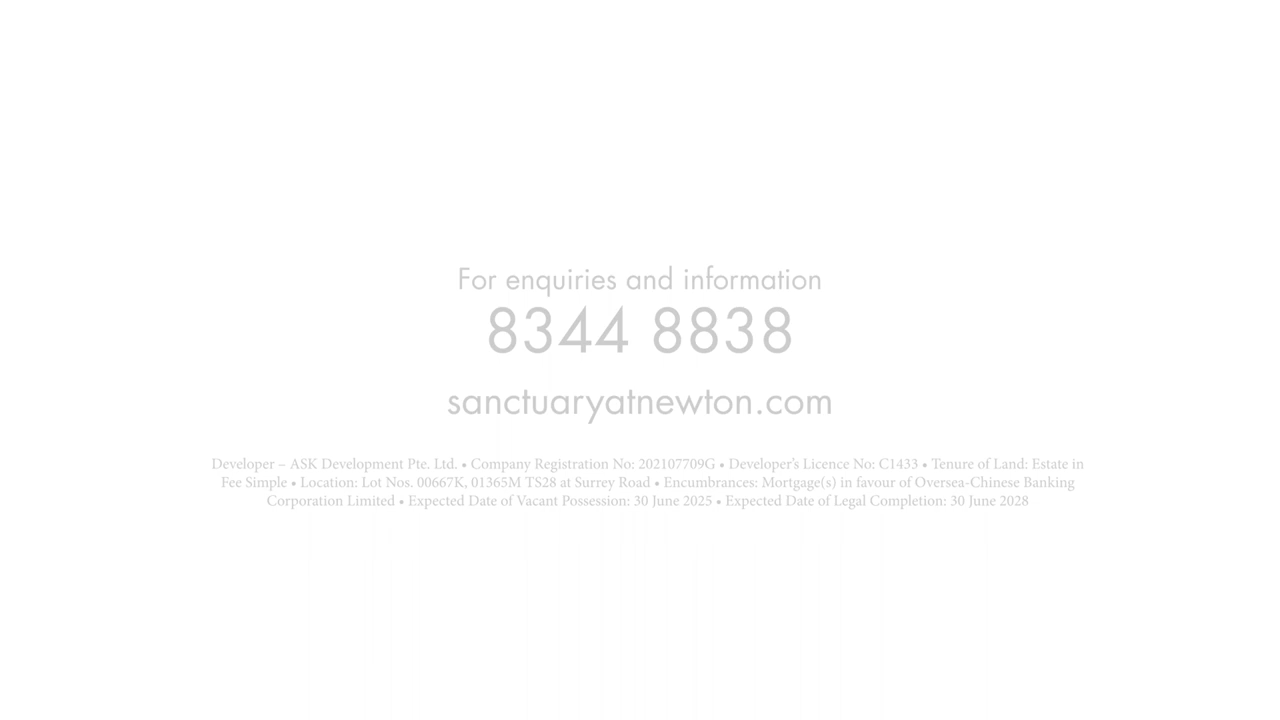 For enquiries and information
8344 8838
sanctuaryatnewton.com
Developer – ASK Development Pte. Ltd. • Company Registration No: 202107709G • Developer's Licence No: C1433 • Tenure of Land: Estate in
Fee Simple • Location: Lot Nos. 00667K, 01365M TS28 at Surrey Road • Encumbrances: Mortgage(s) in favour of Oversea-Chinese Banking
Corporation Limited • Expected Date of Vacant Possession: 30 June 2025 • Expected Date of Legal Completion: 30 June 2028